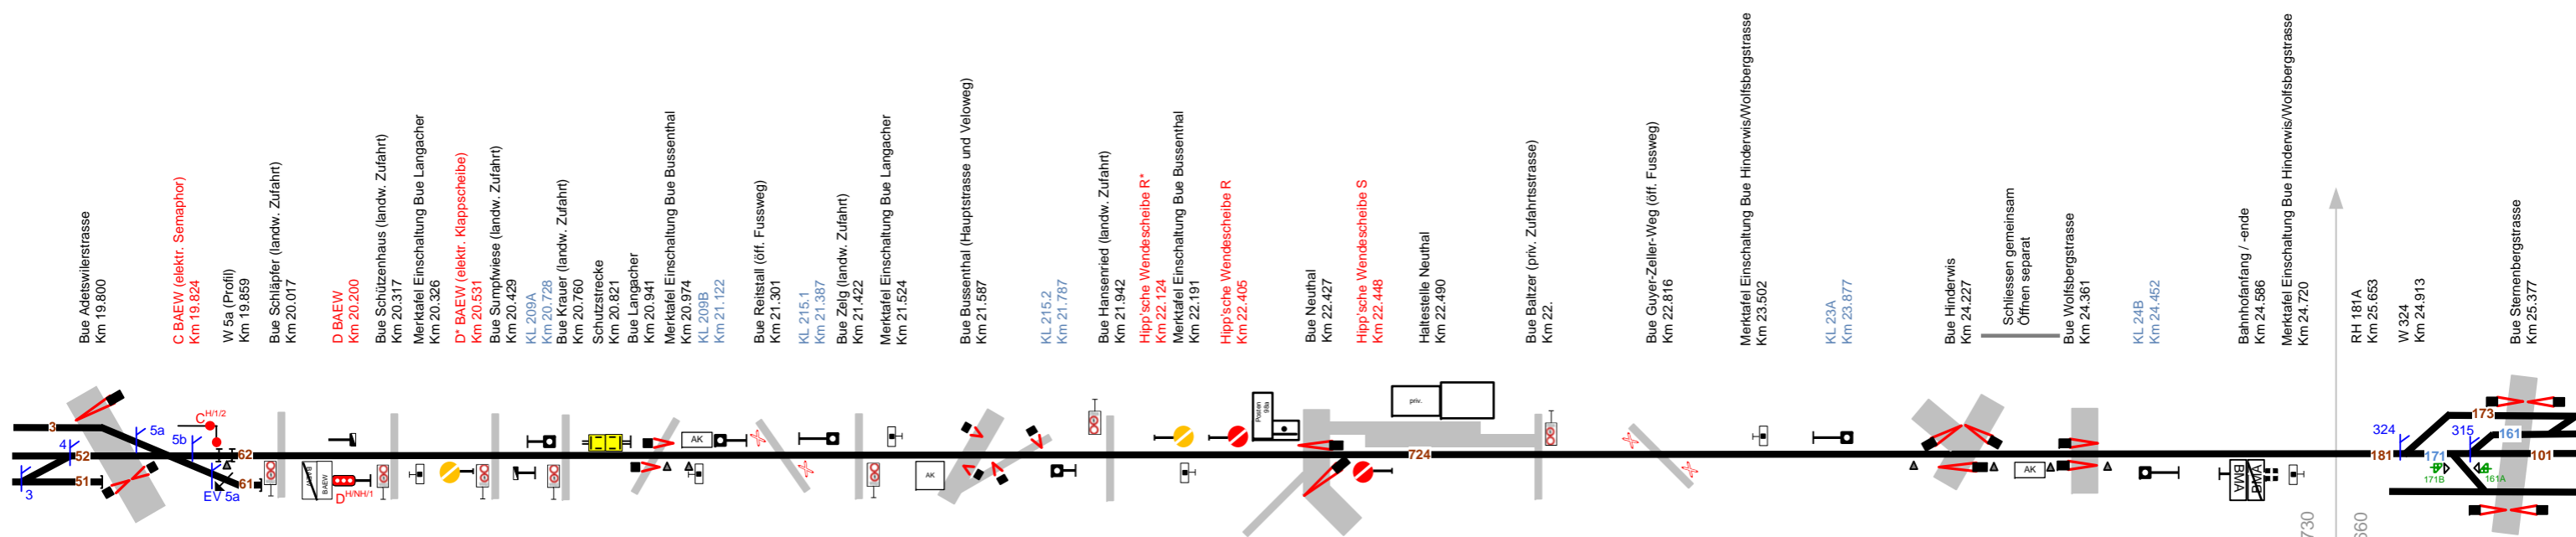 Bue Adetswilerstrasse
Km 19.800
C BAEW (elektr. Semaphor)
Km 19.824
W 5a (Profil)
Km 19.859
Bue Schläpfer (landw. Zufahrt)
Km 20.017
D BAEW
Km 20.200
Bue Schützenhaus (landw. Zufahrt)
Km 20.317
Merktafel Einschaltung Bue Langacher
Km 20.326
D* BAEW (elektr. Klappscheibe)
Km 20.531
Bue Sumpfwiese (landw. Zufahrt)
Km 20.429
KL 209A
Km 20.728
Bue Krauer (landw. Zufahrt)
Km 20.760
Schutzstrecke
Km 20.821
Bue Langacher
Km 20.941
Merktafel Einschaltung Bue Bussenthal
Km 20.974
KL 209B
Km 21.122
Bue Reitstall (öff. Fussweg)
Km 21.301
KL 215.1
Km 21.387
Bue Zelg (landw. Zufahrt)
Km 21.422
Merktafel Einschaltung Bue Langacher
Km 21.524
Bue Bussenthal (Hauptstrasse und Veloweg)
Km 21.587
KL 215.2
Km 21.787
Bue Hansenried (landw. Zufahrt)
Km 21.942
Hipp'sche Wendescheibe R*
Km 22.124
Merktafel Einschaltung Bue Bussenthal
Km 22.191
Hipp'sche Wendescheibe R
Km 22.405
Bue Neuthal
Km 22.427
Hipp'sche Wendescheibe S
Km 22.448
Haltestelle Neuthal
Km 22.490
Bue Baltzer (priv. Zufahrtsstrasse)
Km 22.
Bue Guyer-Zeller-Weg (öff. Fussweg)
Km 22.816
Merktafel Einschaltung Bue Hinderwis/Wolfsbergstrasse
Km 23.502
KL 23A
Km 23.877
Bue Hinderwis
Km 24.227
Schliessen gemeinsam
Öffnen separat
Bue Wolfsbergstrasse
Km 24.361
KL 24B
Km 24.452
Bahnhofanfang / -ende
Km 24.586
Merktafel Einschaltung Bue Hinderwis/Wolfsbergstrasse
Km 24.720
RH 181A
Km 25.653
W 324
Km 24.913
Bue Sternenbergstrasse
Km 25.377
3
4
52
51
3
5a
5b
C H/1/2
62
61
EV 5a
BAEW
BAEW
D H/NH/1
AK
AK
Posten
98a
priv.
724
AK
BMA
BMA
730
660
181
324
171
171B
315
173
161
161A
101